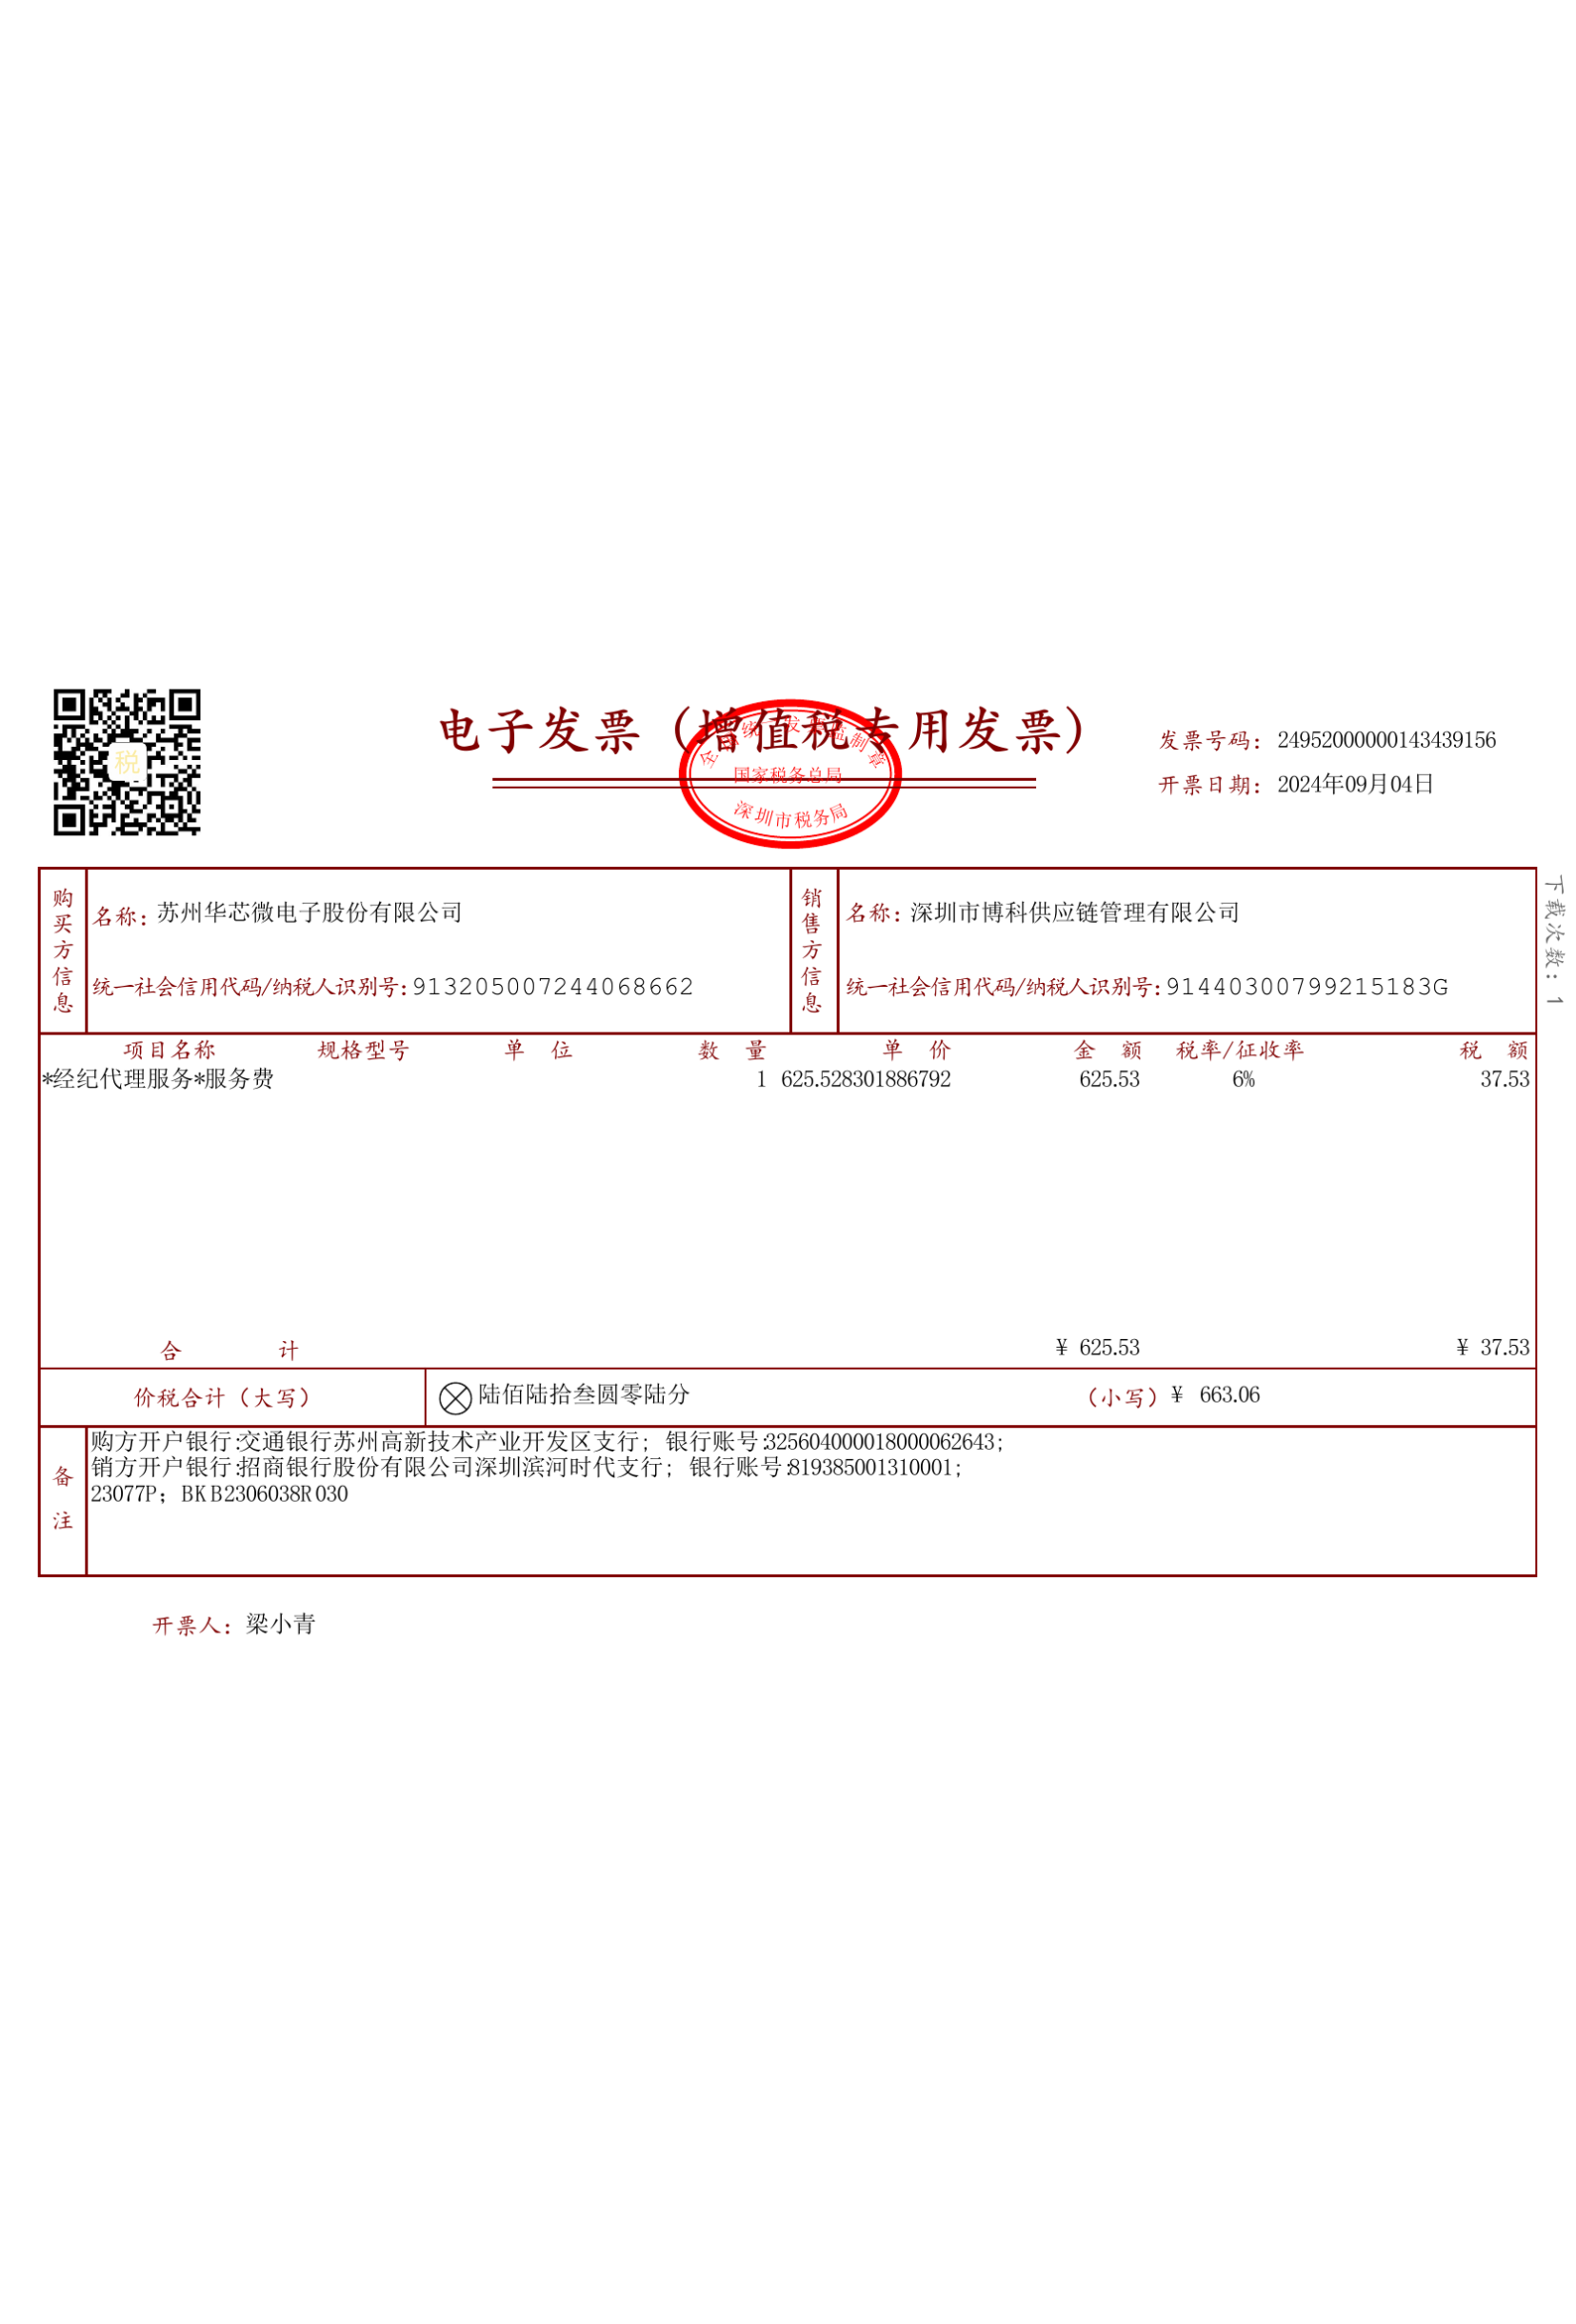 税
电子发票（增值税专用发票）
全国统一发票监制章
国家税务总局
深圳市税务局
发票号码：24952000000143439156
开票日期：2024年09月04日
购买方信息
名称：苏州华芯微电子股份有限公司
统一社会信用代码/纳税人识别号：913205007244068662
销售方信息
名称：深圳市博科供应链管理有限公司
统一社会信用代码/纳税人识别号：91440300799215183G
下载次数：1
项目名称 规格型号 单 位 数 量 单 价 金 额 税率/征收率 税 额
*经纪代理服务*服务费 1 625.528301886792 625.53 6% 37.53
合 计 ¥ 625.53 ¥ 37.53
价税合计（大写） 陆佰陆拾叁圆零陆分 （小写）¥ 663.06
备注
购方开户银行:交通银行苏州高新技术产业开发区支行； 银行账号:325604000018000062643;
销方开户银行:招商银行股份有限公司深圳滨河时代支行； 银行账号:819385001310001;
23077P；BKB2306038R030
开票人：梁小青